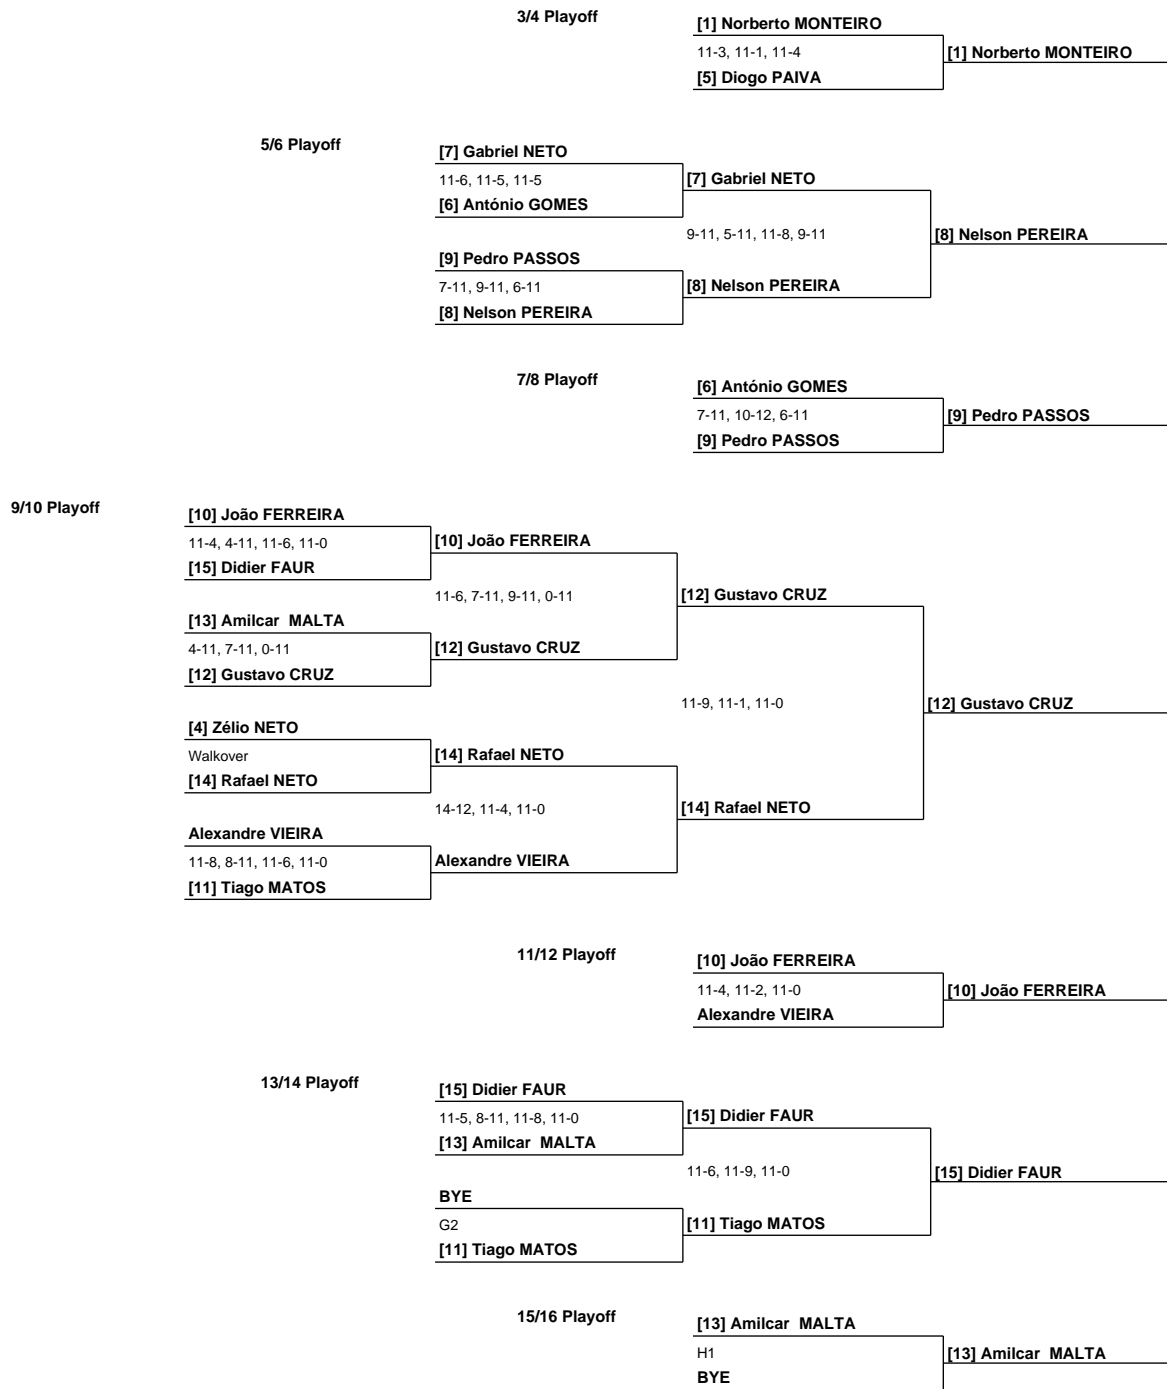 3/4 Playoff
[1] Norberto MONTEIRO
11-3, 11-1, 11-4
[1] Norberto MONTEIRO
[5] Diogo PAIVA
5/6 Playoff
[7] Gabriel NETO
11-6, 11-5, 11-5
[7] Gabriel NETO
[6] António GOMES
9-11, 5-11, 11-8, 9-11
[8] Nelson PEREIRA
[9] Pedro PASSOS
7-11, 9-11, 6-11
[8] Nelson PEREIRA
[8] Nelson PEREIRA
7/8 Playoff
[6] António GOMES
7-11, 10-12, 6-11
[9] Pedro PASSOS
[9] Pedro PASSOS
9/10 Playoff
[10] João FERREIRA
11-4, 4-11, 11-6, 11-0
[10] João FERREIRA
[15] Didier FAUR
11-6, 7-11, 9-11, 0-11
[12] Gustavo CRUZ
[13] Amilcar  MALTA
4-11, 7-11, 0-11
[12] Gustavo CRUZ
[12] Gustavo CRUZ
11-9, 11-1, 11-0
[12] Gustavo CRUZ
[4] Zélio NETO
Walkover
[14] Rafael NETO
[14] Rafael NETO
14-12, 11-4, 11-0
[14] Rafael NETO
Alexandre VIEIRA
11-8, 8-11, 11-6, 11-0
Alexandre VIEIRA
[11] Tiago MATOS
11/12 Playoff
[10] João FERREIRA
11-4, 11-2, 11-0
[10] João FERREIRA
Alexandre VIEIRA
13/14 Playoff
[15] Didier FAUR
11-5, 8-11, 11-8, 11-0
[15] Didier FAUR
[13] Amilcar  MALTA
11-6, 11-9, 11-0
[15] Didier FAUR
BYE
G2
[11] Tiago MATOS
[11] Tiago MATOS
15/16 Playoff
[13] Amilcar  MALTA
H1
[13] Amilcar  MALTA
BYE